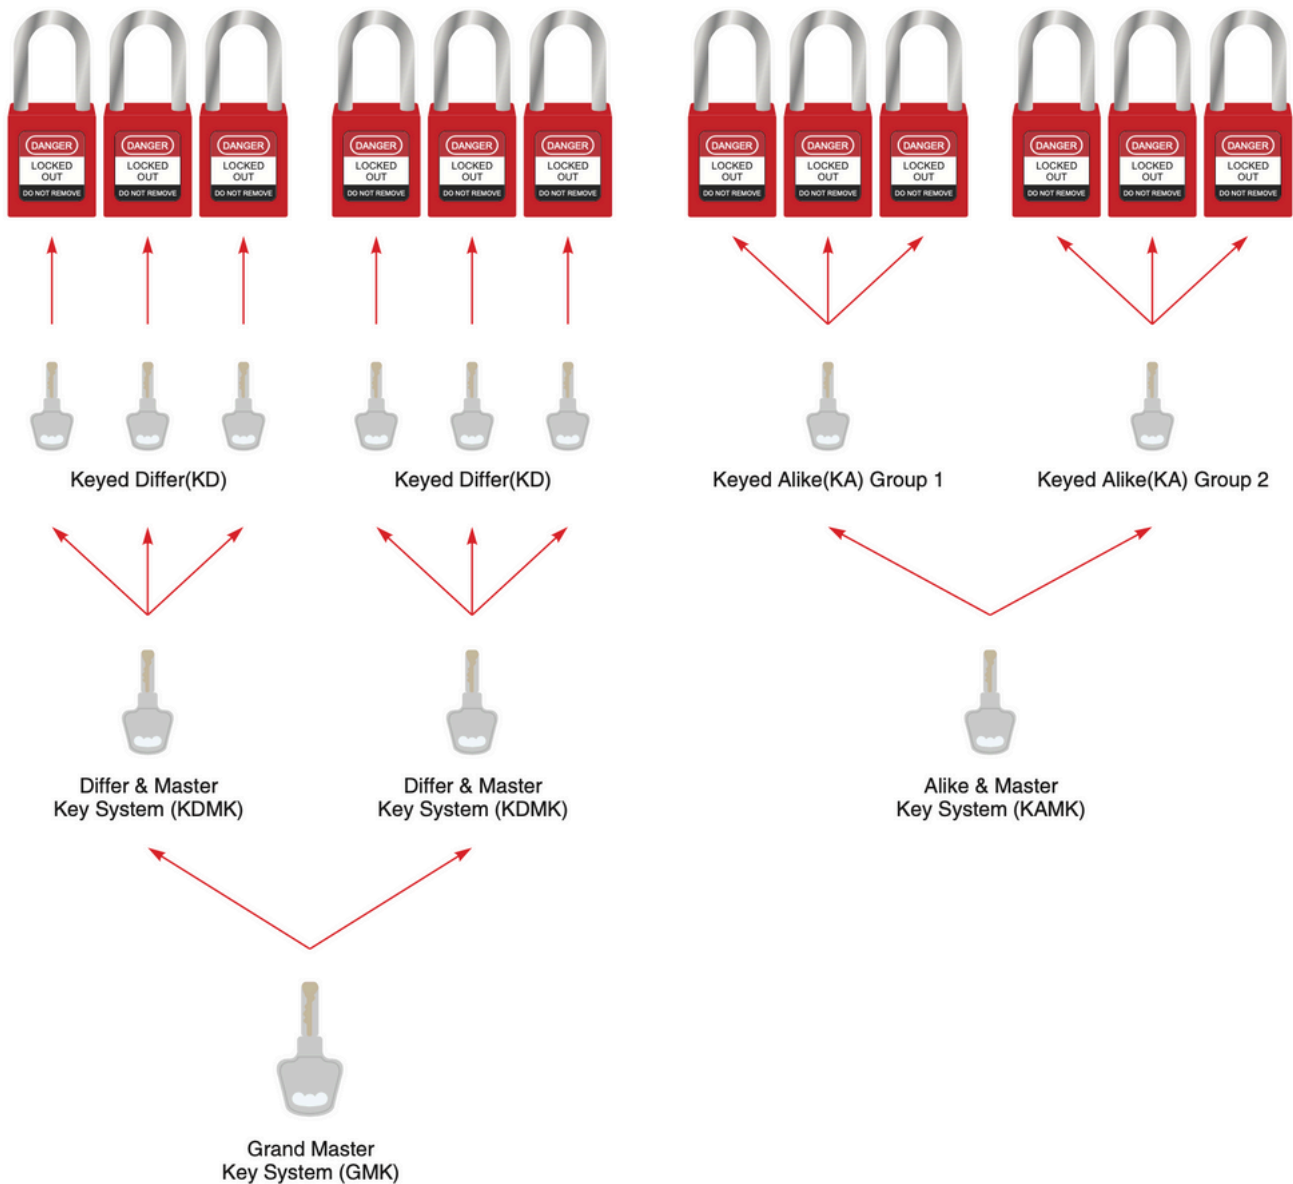 DANGER
LOCKED
OUT
DO NOT REMOVE
DANGER
LOCKED
OUT
DO NOT REMOVE
DANGER
LOCKED
OUT
DO NOT REMOVE
DANGER
LOCKED
OUT
DO NOT REMOVE
DANGER
LOCKED
OUT
DO NOT REMOVE
DANGER
LOCKED
OUT
DO NOT REMOVE
DANGER
LOCKED
OUT
DO NOT REMOVE
DANGER
LOCKED
OUT
DO NOT REMOVE
DANGER
LOCKED
OUT
DO NOT REMOVE
DANGER
LOCKED
OUT
DO NOT REMOVE
DANGER
LOCKED
OUT
DO NOT REMOVE
DANGER
LOCKED
OUT
DO NOT REMOVE
Keyed Differ(KD)
Keyed Differ(KD)
Keyed Alike(KA) Group 1
Keyed Alike(KA) Group 2
Differ & Master
Key System (KDMK)
Differ & Master
Key System (KDMK)
Alike & Master
Key System (KAMK)
Grand Master
Key System (GMK)